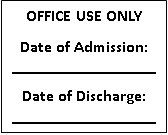 OFFICE USE ONLY
Date of Admission:
Date of Discharge: